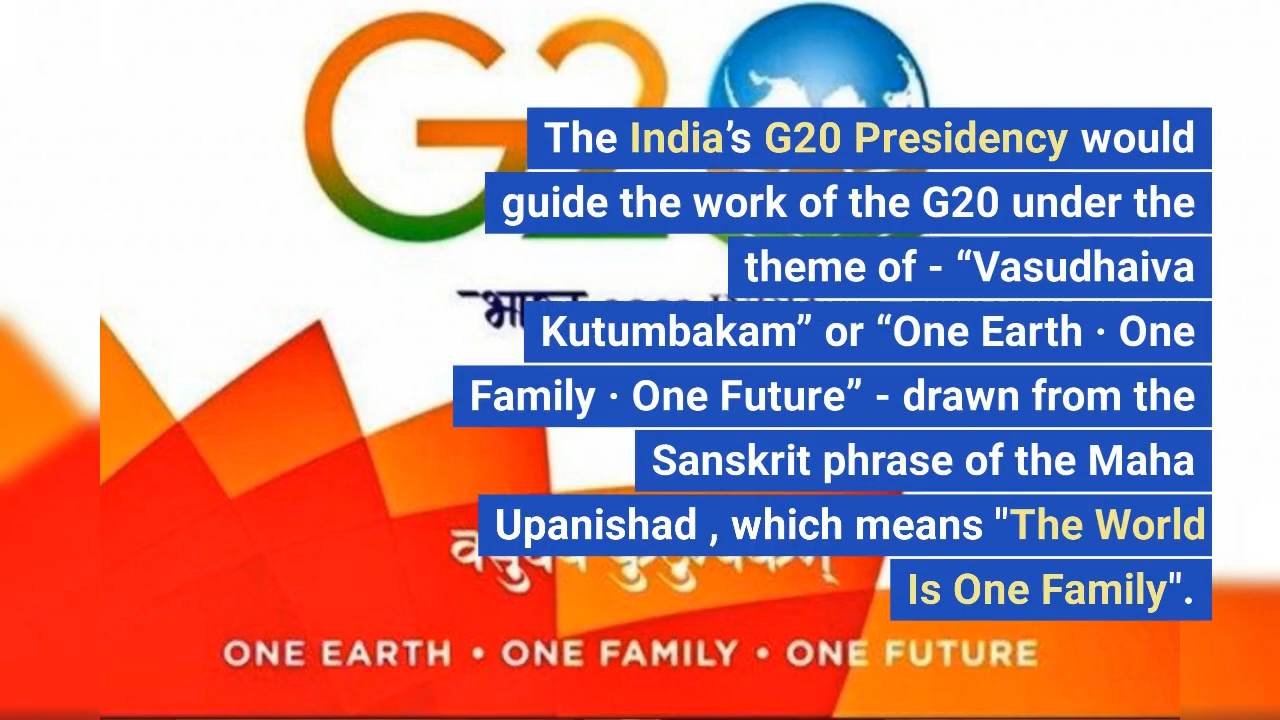 G20
The India’s G20 Presidency would
guide the work of the G20 under the
theme of - “Vasudhaiva
Kutumbakam” or “One Earth · One
Family · One Future” - drawn from the
Sanskrit phrase of the Maha
Upanishad , which means "The World
Is One Family".
ONE EARTH • ONE FAMILY • ONE FUTURE